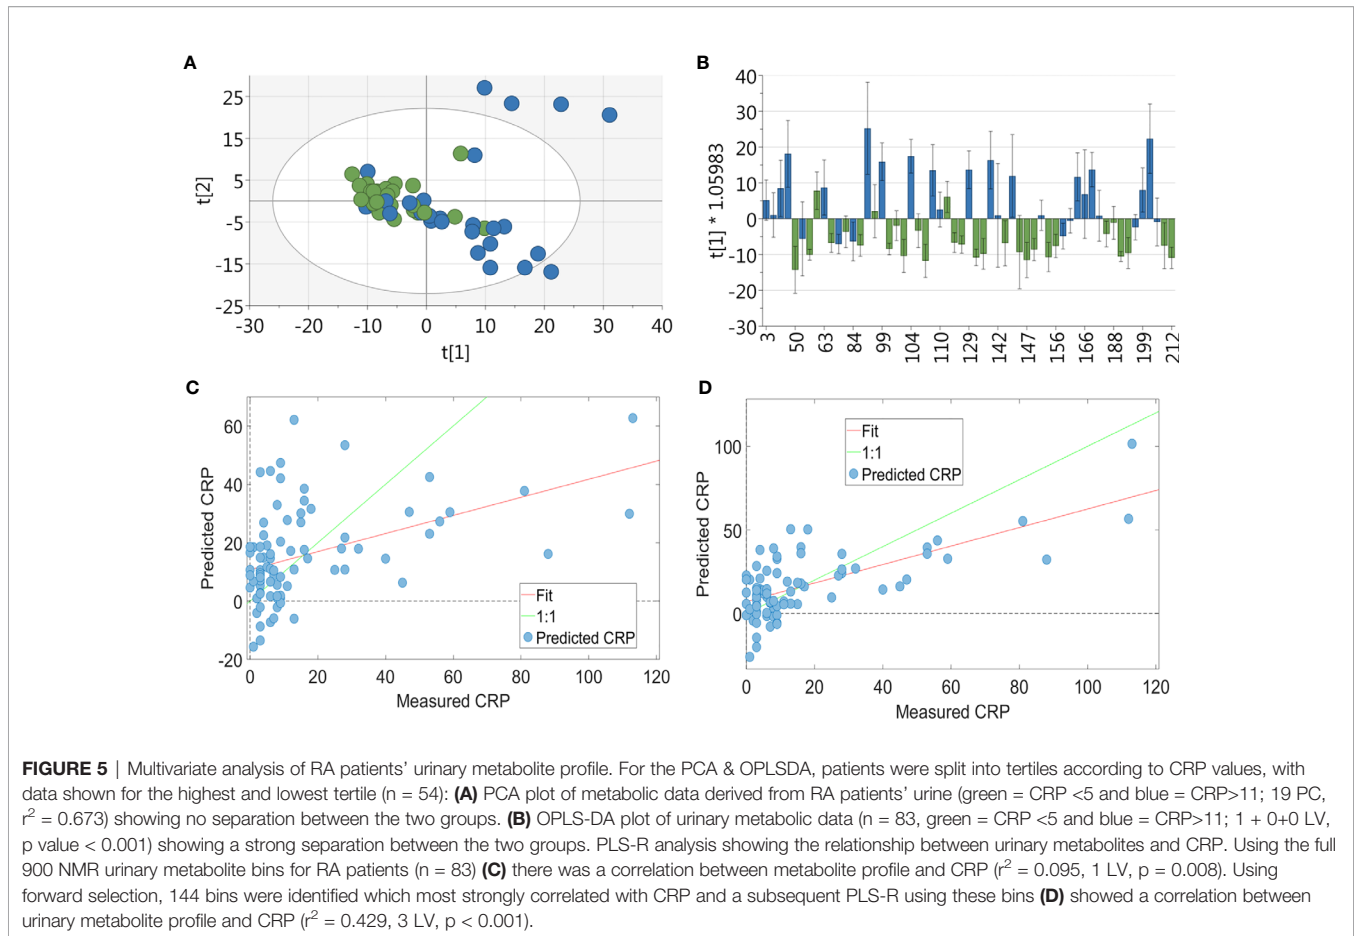 A
25
15
5
-5
-15
-25
t[2]
-30
-20
-10
0
10
20
30
40
t[1]
B
40
30
20
10
0
-10
-20
-30
t[1] * 1.05983
3
50
63
84
99
104
110
129
142
147
156
166
188
199
212
C
60
40
20
0
-20
Predicted CRP
0
20
40
60
80
100
120
Measured CRP
Fit
1:1
Predicted CRP
D
100
50
0
Predicted CRP
0
20
40
60
80
100
120
Measured CRP
Fit
1:1
Predicted CRP
FIGURE 5 | Multivariate analysis of RA patients' urinary metabolite profile. For the PCA & OPLSDA, patients were split into tertiles according to CRP values, with
data shown for the highest and lowest tertile (n = 54): (A) PCA plot of metabolic data derived from RA patients' urine (green = CRP <5 and blue = CRP>11; 19 PC,
r² = 0.673) showing no separation between the two groups. (B) OPLS-DA plot of urinary metabolic data (n = 83, green = CRP <5 and blue = CRP>11; 1 + 0+0 LV,
p value < 0.001) showing a strong separation between the two groups. PLS-R analysis showing the relationship between urinary metabolites and CRP. Using the full
900 NMR urinary metabolite bins for RA patients (n = 83) (C) there was a correlation between metabolite profile and CRP (r² = 0.095, 1 LV, p = 0.008). Using
forward selection, 144 bins were identified which most strongly correlated with CRP and a subsequent PLS-R using these bins (D) showed a correlation between
urinary metabolite profile and CRP (r² = 0.429, 3 LV, p < 0.001).